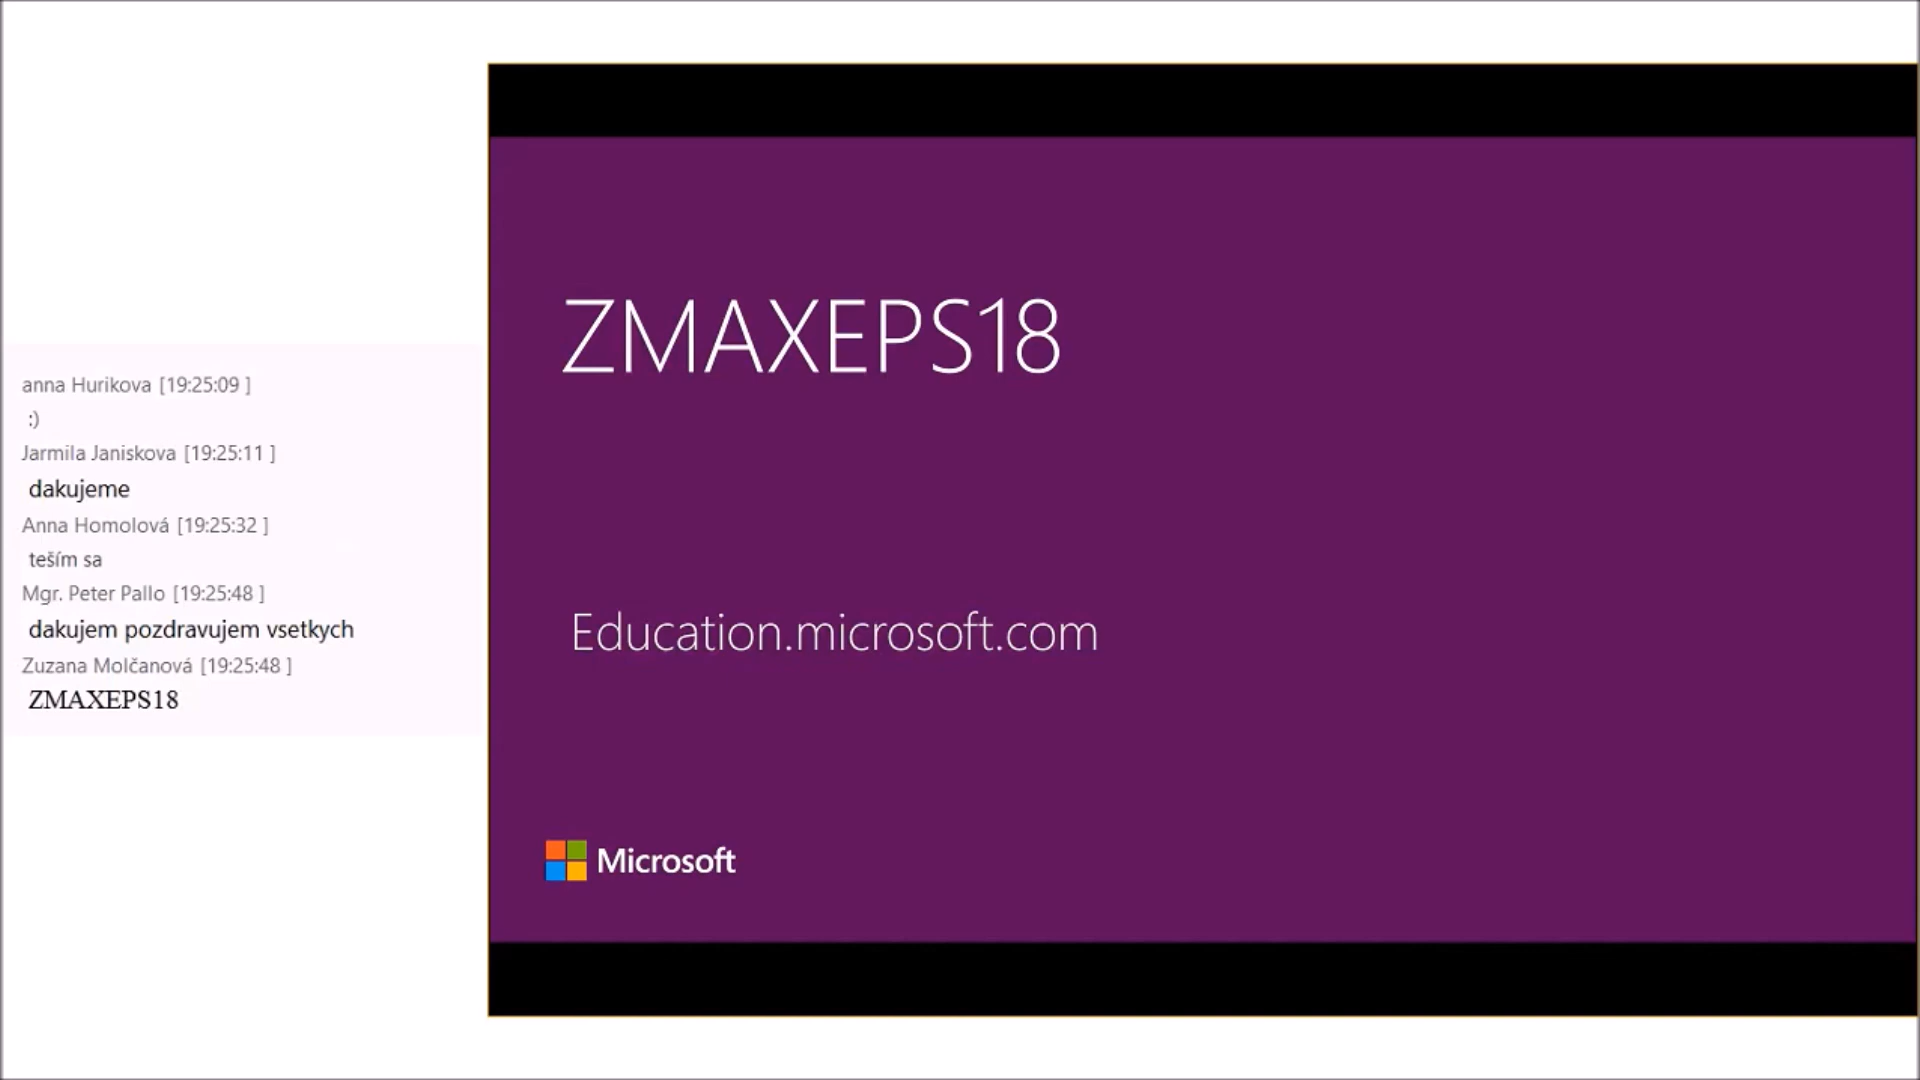 anna Hurikova [19:25:09 ]
:)
Jarmila Janiskova [19:25:11 ]
dakujeme
Anna Homolová [19:25:32 ]
teším sa
Mgr. Peter Pallo [19:25:48 ]
dakujem pozdravujem vsetkych
Zuzana Molčanová [19:25:48 ]
ZMAXEPS18
ZMAXEPS18
Education.microsoft.com
Microsoft